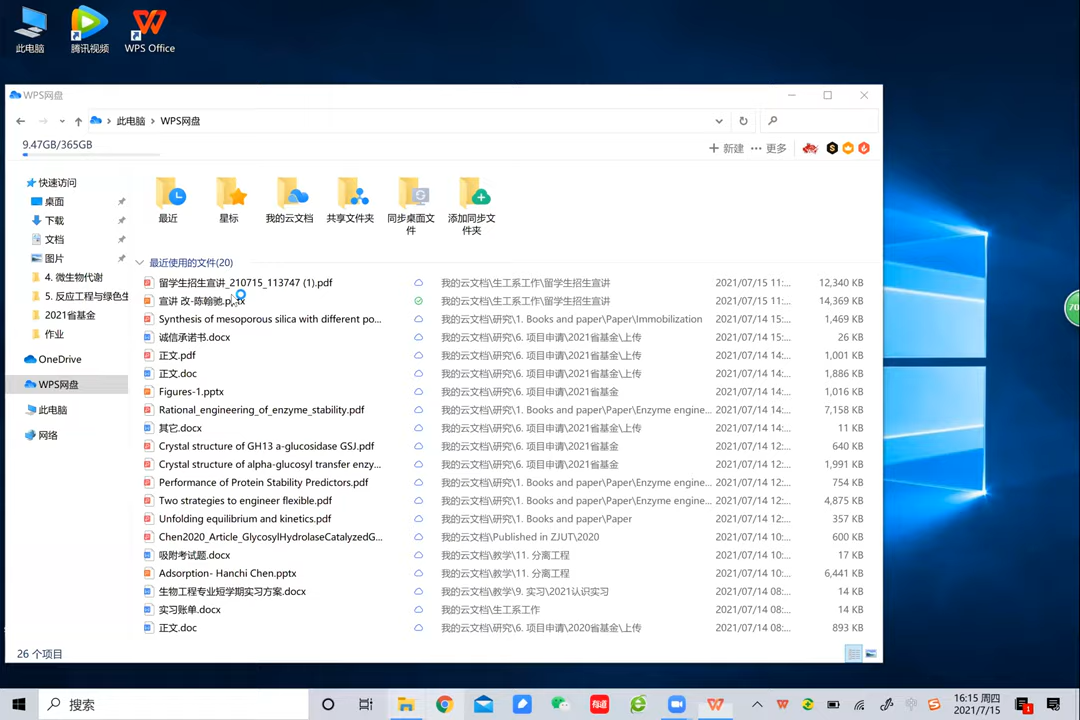 此电脑
腾讯视频
WPS Office
WPS网盘
此电脑 > WPS网盘
9.47GB/365GB
新建 更多
快速访问
桌面
下载
文档
图片
4. 微生物代谢
5. 反应工程与绿色生
2021省基金
作业
OneDrive
WPS网盘
此电脑
网络
最近
星标
我的云文档
共享文件夹
同步桌面文件
添加同步文件夹
最近使用的文件(20)
留学生招生宣讲_210715_113747 (1).pdf 我的云文档\生工系工作\留学生招生宣讲 2021/07/15 11:... 12,340 KB
宣讲 改-陈翰驰.pptx 我的云文档\生工系工作\留学生招生宣讲 2021/07/15 11:... 14,369 KB
Synthesis of mesoporous silica with different po... 我的云文档\研究\1. Books and paper\Paper\Immobilization 2021/07/14 15:... 1,469 KB
诚信承诺书.docx 我的云文档\研究\6. 项目申请\2021省基金\上传 2021/07/14 15:... 26 KB
正文.pdf 我的云文档\研究\6. 项目申请\2021省基金\上传 2021/07/14 14:... 1,001 KB
正文.doc 我的云文档\研究\6. 项目申请\2021省基金\上传 2021/07/14 14:... 1,886 KB
Figures-1.pptx 我的云文档\研究\6. 项目申请\2021省基金 2021/07/14 14:... 1,016 KB
Rational_engineering_of_enzyme_stability.pdf 我的云文档\研究\1. Books and paper\Paper\Enzyme engine... 2021/07/14 14:... 7,158 KB
其它.docx 我的云文档\研究\6. 项目申请\2021省基金\上传 2021/07/14 14:... 11 KB
Crystal structure of GH13 a-glucosidase GSJ.pdf 我的云文档\研究\6. 项目申请\2021省基金 2021/07/14 12:... 640 KB
Crystal structure of alpha-glucosyl transfer enzy... 我的云文档\研究\6. 项目申请\2021省基金 2021/07/14 12:... 1,991 KB
Performance of Protein Stability Predictors.pdf 我的云文档\研究\1. Books and paper\Paper\Enzyme engine... 2021/07/14 12:... 754 KB
Two strategies to engineer flexible.pdf 我的云文档\研究\1. Books and paper\Paper\Enzyme engine... 2021/07/14 12:... 4,875 KB
Unfolding equilibrium and kinetics.pdf 我的云文档\研究\1. Books and paper\Paper 2021/07/14 12:... 357 KB
Chen2020_Article_GlycosylHydrolaseCatalyzedG... 我的云文档\Published in ZJUT\2020 2021/07/14 10:... 600 KB
吸附考试题.docx 我的云文档\教学\11. 分离工程 2021/07/14 10:... 17 KB
Adsorption- Hanchi Chen.pptx 我的云文档\教学\11. 分离工程 2021/07/14 10:... 6,441 KB
生物工程专业短学期实习方案.docx 我的云文档\教学\9. 实习\2021认识实习 2021/07/14 08:... 14 KB
实习账单.docx 我的云文档\生工系工作 2021/07/14 08:... 14 KB
正文.doc 我的云文档\研究\6. 项目申请\2020省基金\上传 2021/07/14 08:... 893 KB
26 个项目
70
搜索
有道
16:15 周四
2021/7/15
1